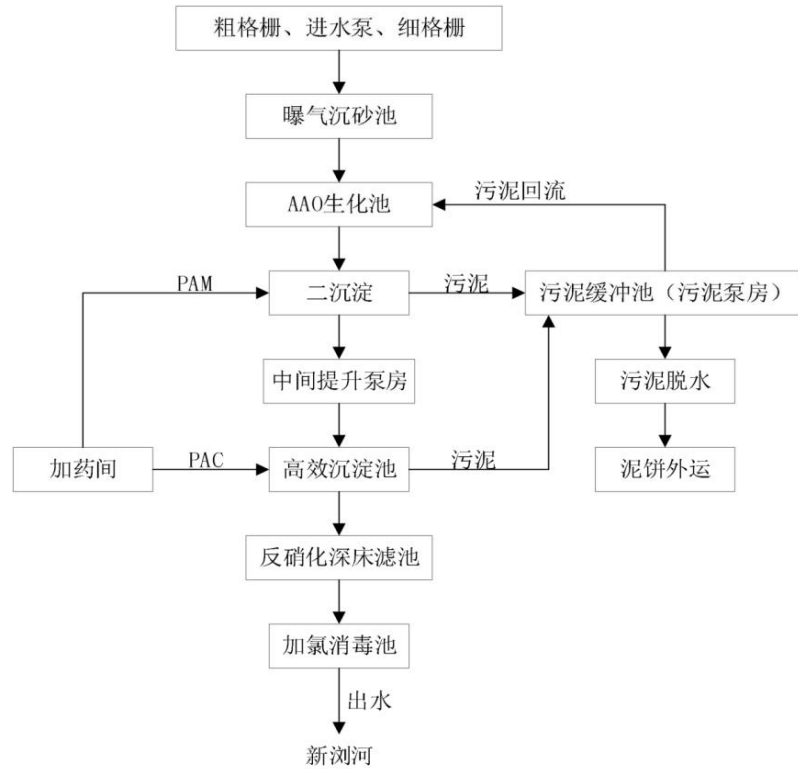 粗格栅、进水泵、细格栅
曝气沉砂池
污泥回流
AAO生化池
PAM
二沉淀
污泥
污泥缓冲池（污泥泵房）
中间提升泵房
污泥脱水
加药间
PAC
高效沉淀池
污泥
泥饼外运
反硝化深床滤池
加氯消毒池
出水
新浏河